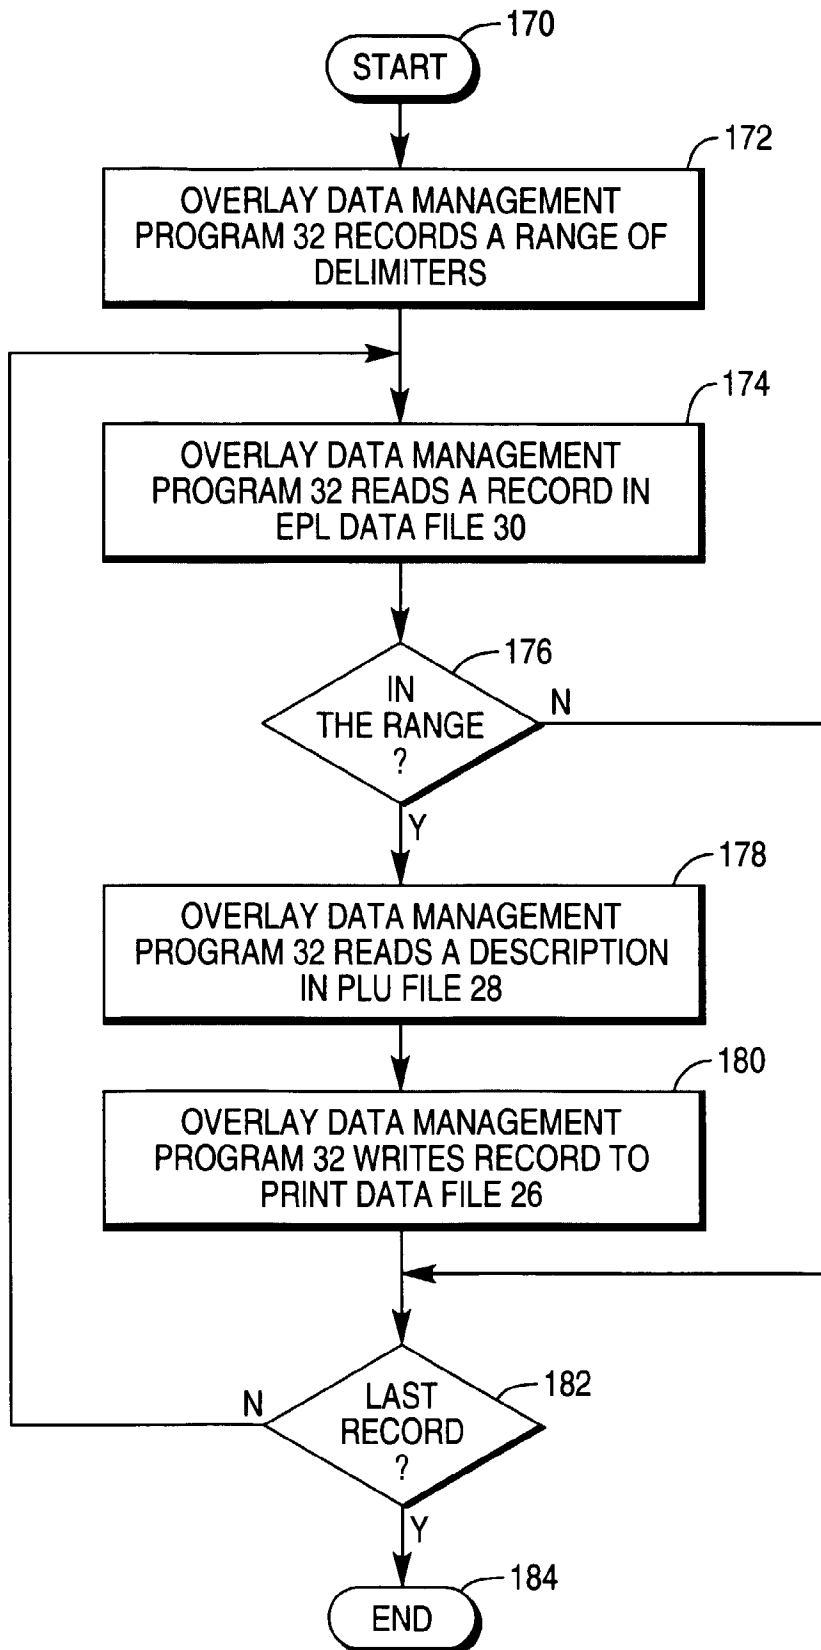 170
START
172
OVERLAY DATA MANAGEMENT
PROGRAM 32 RECORDS A RANGE OF
DELIMITERS
174
OVERLAY DATA MANAGEMENT
PROGRAM 32 READS A RECORD IN
EPL DATA FILE 30
176
IN
THE RANGE
?
N
Y
178
OVERLAY DATA MANAGEMENT
PROGRAM 32 READS A DESCRIPTION
IN PLU FILE 28
180
OVERLAY DATA MANAGEMENT
PROGRAM 32 WRITES RECORD TO
PRINT DATA FILE 26
182
N
LAST
RECORD
?
Y
184
END